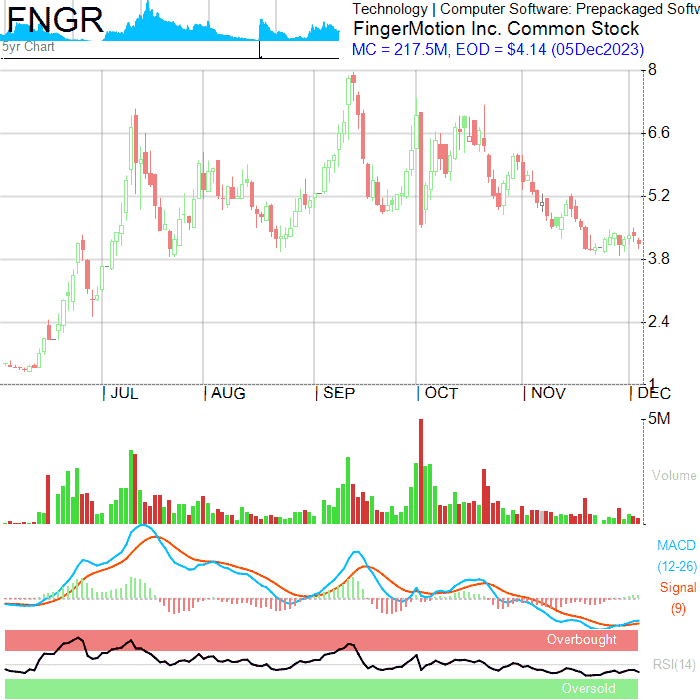 FNGR
5yr Chart
Technology | Computer Software: Prepackaged Softw
FingerMotion Inc. Common Stock
MC = 217.5M, EOD = $4.14 (05Dec2023)
8
6.6
5.2
3.8
2.4
1
JUL AUG SEP OCT NOV DEC
5M
Volume
MACD
(12-26)
Signal
(9)
Overbought
RSI(14)
Oversold